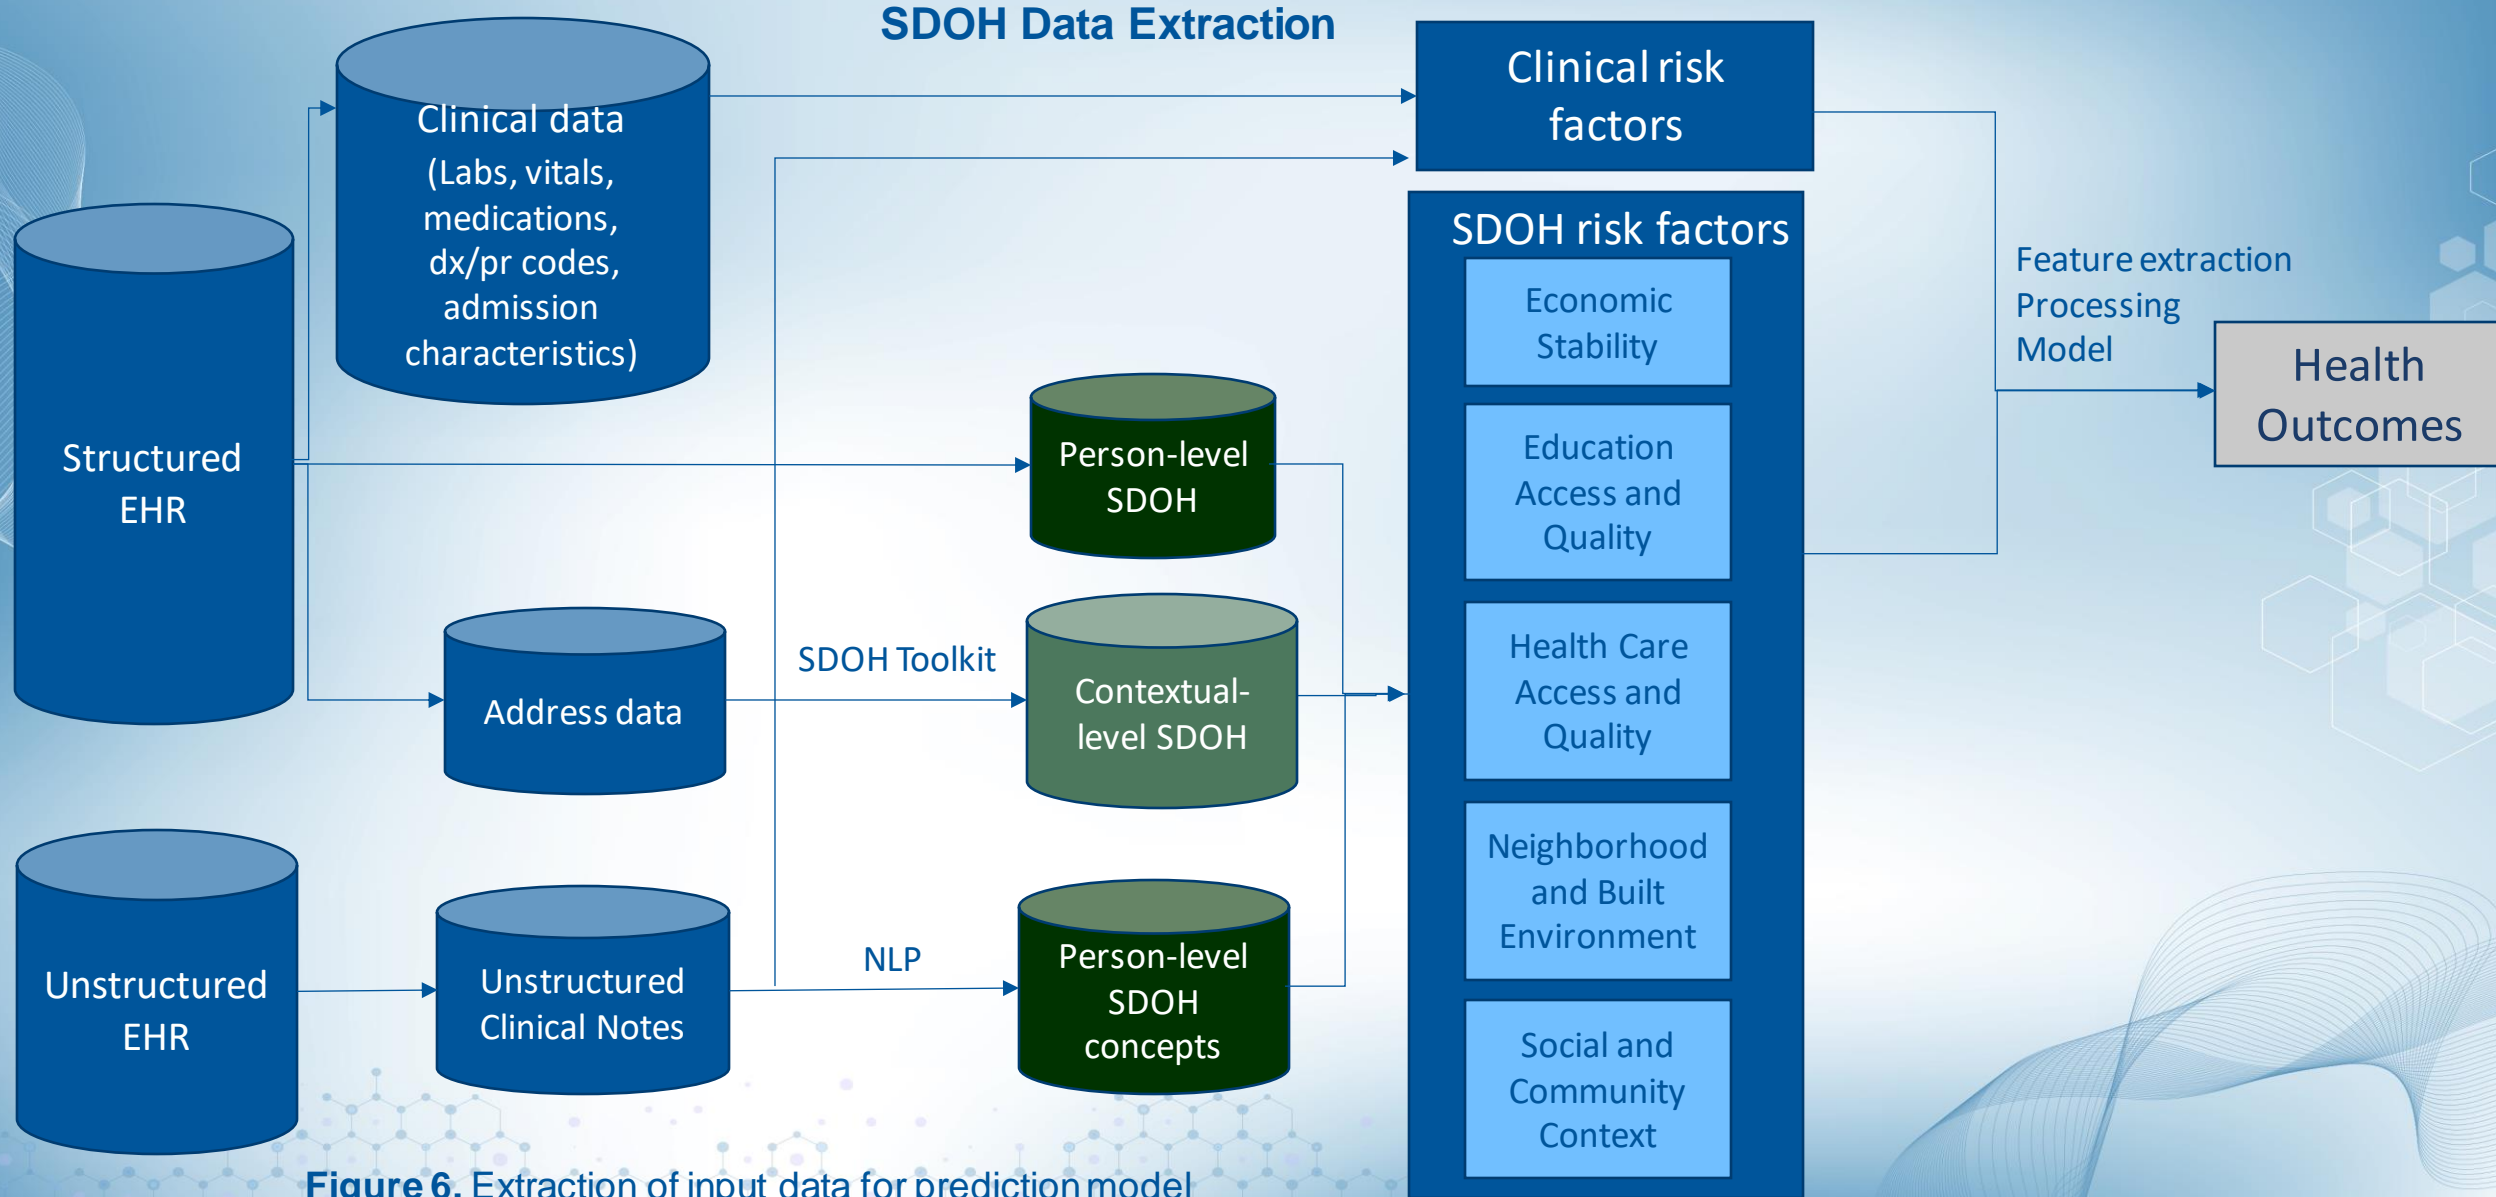 SDOH Data Extraction
Clinical data
(Labs, vitals,
medications,
dx/pr codes,
admission
characteristics)
Clinical risk
factors
Structured
EHR
SDOH risk factors
Economic
Stability
Education
Access and
Quality
Health Care
Access and
Quality
Neighborhood
and Built
Environment
Social and
Community
Context
Feature extraction
Processing
Model
Health
Outcomes
Person-level
SDOH
Address data
SDOH Toolkit
Contextual-
level SDOH
Unstructured
EHR
Unstructured
Clinical Notes
NLP
Person-level
SDOH
concepts
Figure 6. Extraction of input data for prediction model